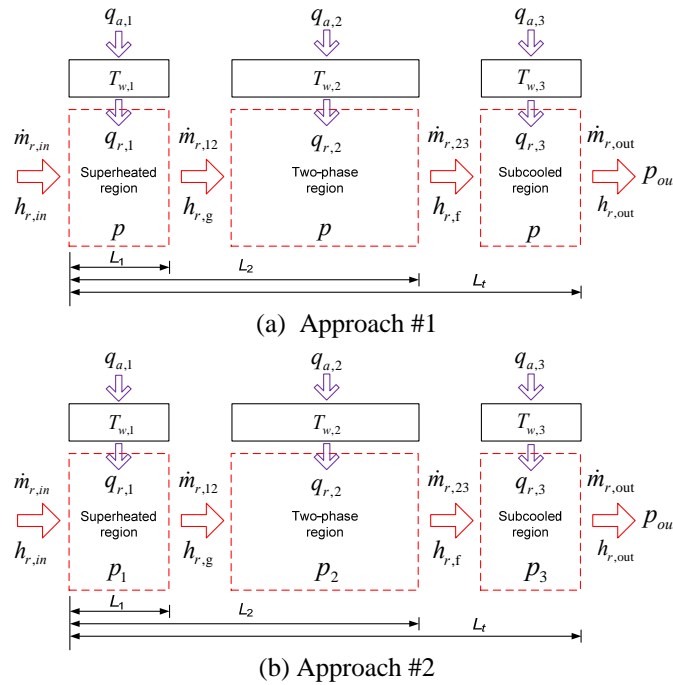 q_{a,1} q_{a,2} q_{a,3}
T_{w,1} T_{w,2} T_{w,3}
ṁ_{r,in} q_{r,1} ṁ_{r,12} q_{r,2} ṁ_{r,23} q_{r,3} ṁ_{r,out}
Superheated region Two-phase region Subcooled region p_{ou}
h_{r,in} h_{r,g} h_{r,f} h_{r,out}
p p p
L_1
L_2
L_t
(a) Approach #1
q_{a,1} q_{a,2} q_{a,3}
T_{w,1} T_{w,2} T_{w,3}
ṁ_{r,in} q_{r,1} ṁ_{r,12} q_{r,2} ṁ_{r,23} q_{r,3} ṁ_{r,out}
Superheated region Two-phase region Subcooled region p_{ou}
h_{r,in} h_{r,g} h_{r,f} h_{r,out}
p_1 p_2 p_3
L_1
L_2
L_t
(b) Approach #2